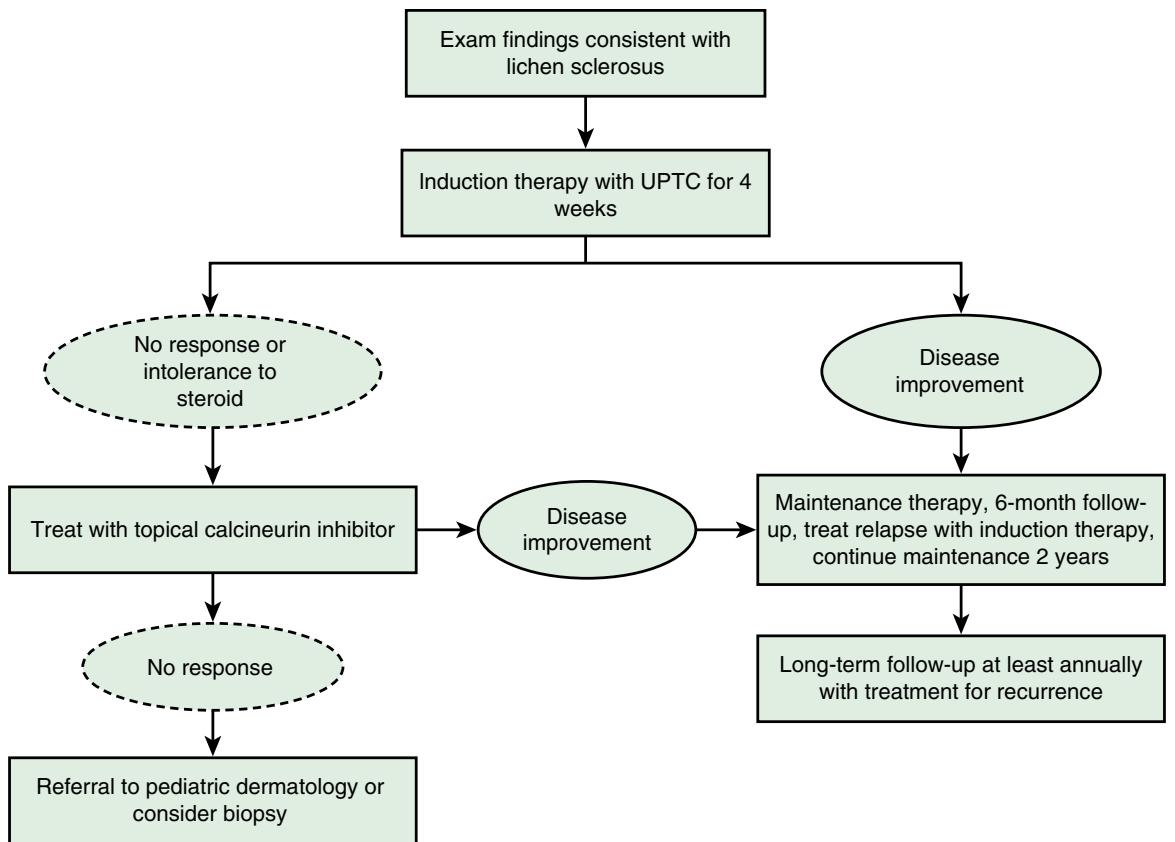 Exam findings consistent with
lichen sclerosus
Induction therapy with UPTC for 4
weeks
No response or
intolerance to
steroid
Disease
improvement
Treat with topical calcineurin inhibitor
Disease
improvement
Maintenance therapy, 6-month follow-
up, treat relapse with induction therapy,
continue maintenance 2 years
No response
Long-term follow-up at least annually
with treatment for recurrence
Referral to pediatric dermatology or
consider biopsy